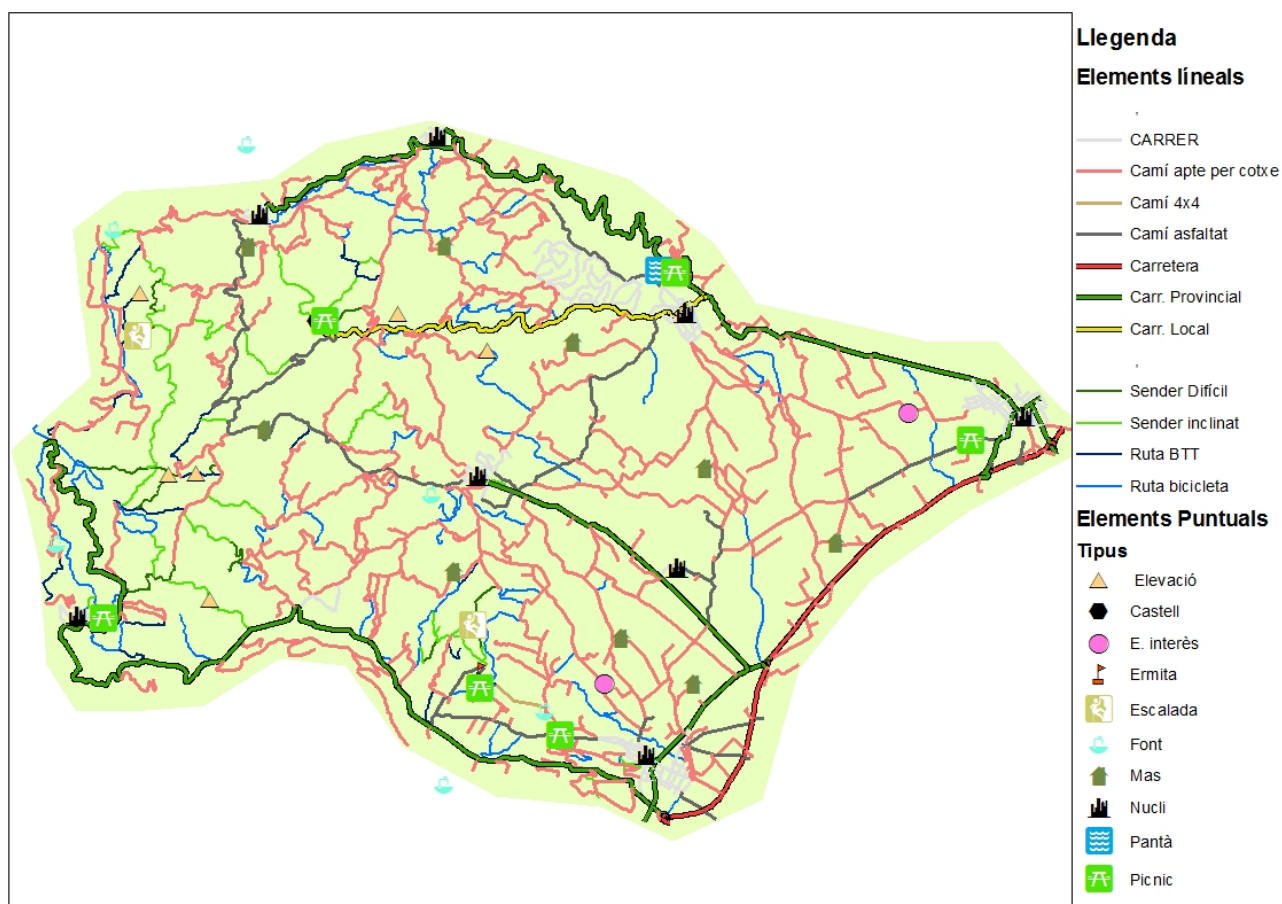 Llegenda
Elements líneals
,
CARRER
Camí apte per cotxe
Camí 4x4
Camí asfaltat
Carretera
Carr. Provincial
Carr. Local
,
Sender Difícil
Sender inclinat
Ruta BTT
Ruta bicicleta
Elements Puntuals
Tipus
Elevació
Castell
E. interès
Ermita
Escalada
Font
Mas
Nucli
Pantà
Picnic